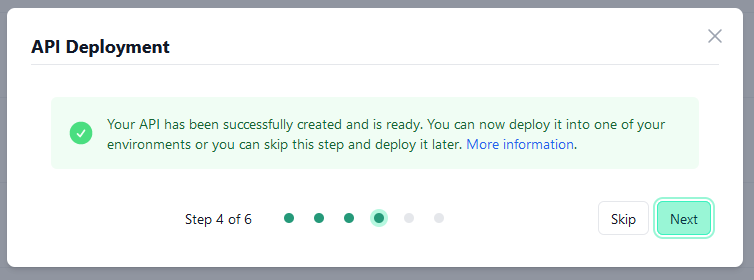 API Deployment
Your API has been successfully created and is ready. You can now deploy it into one of your
environments or you can skip this step and deploy it later. More information.
Step 4 of 6
Skip
Next